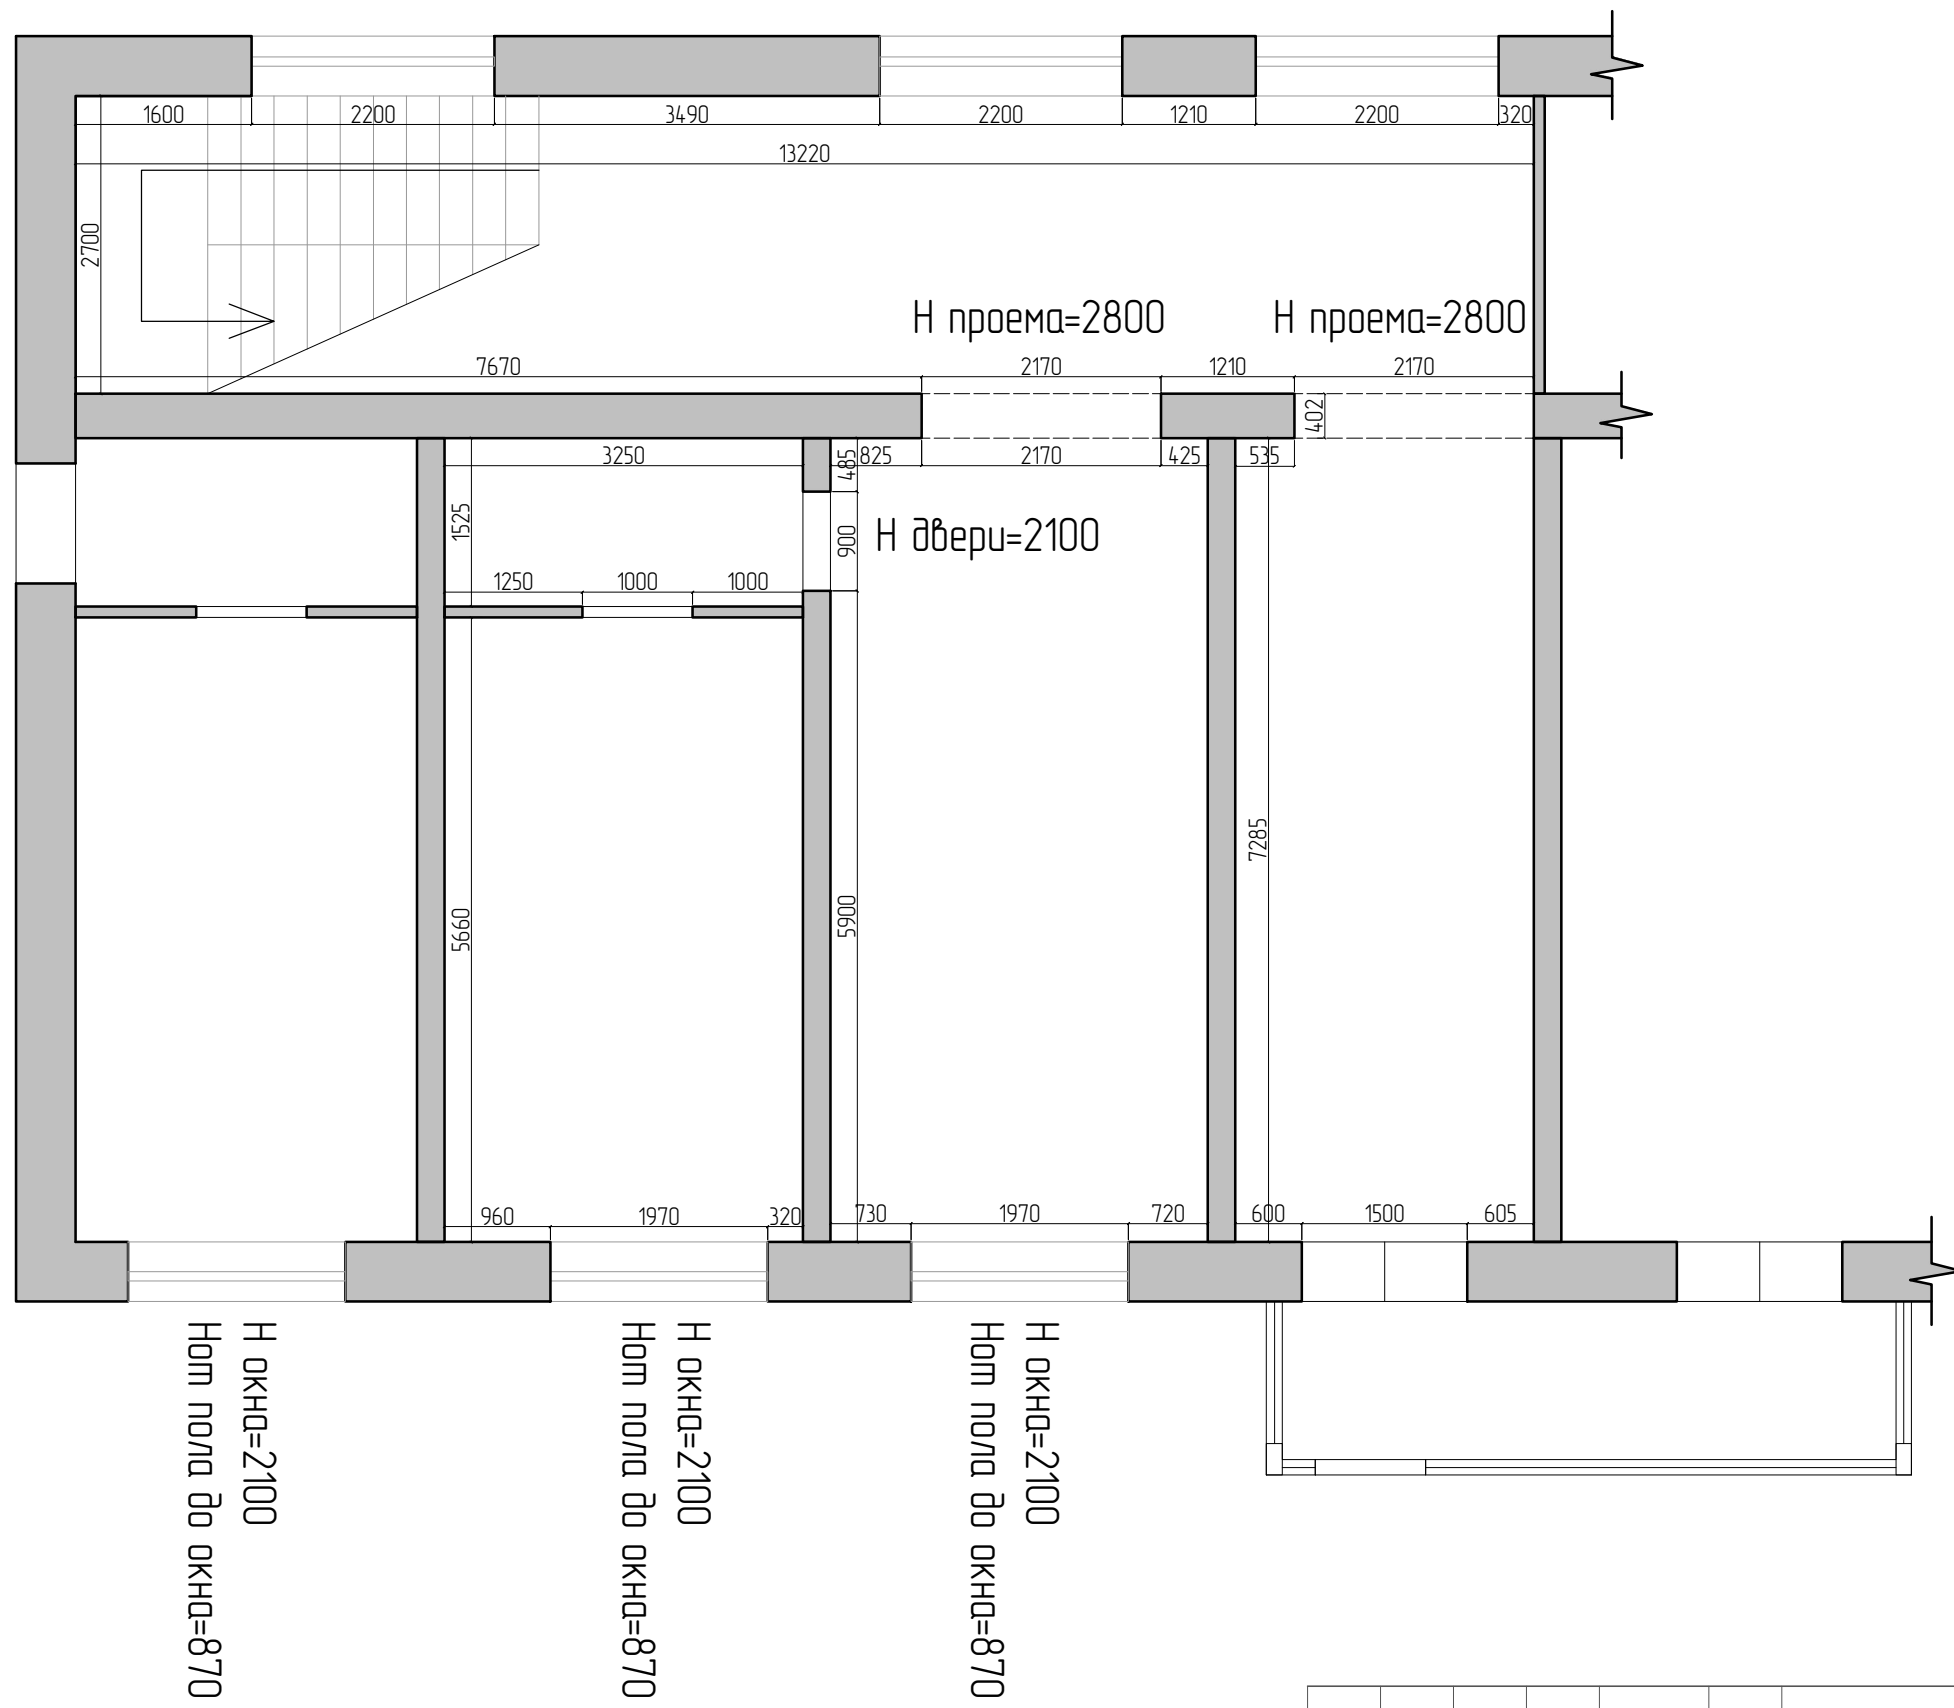 1600 2200 3490 2200 1210 2200 320
13220
2700
Н проема=2800 Н проема=2800
7670 2170 1210 2170
402
3250 485 825 2170 425 535
1525
900
Н двери=2100
1250 1000 1000
7285
5660
5900
960 1970 320 730 1970 720 600 1500 605
Н окна=2100
Нот пола до окна=870
Н окна=2100
Нот пола до окна=870
Н окна=2100
Нот пола до окна=870